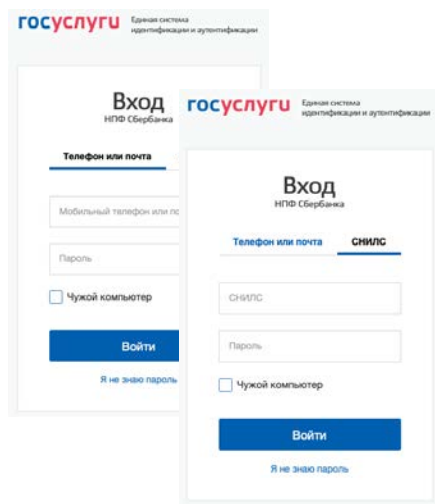 госуслуги
Единая система
идентификации и аутентификации
Вход
НПФ Сбербанка
Телефон или почта
Мобильный телефон или по
Пароль
Чужой компьютер
Войти
Я не знаю пароль
госуслуги
Единая система
идентификации и аутентификации
Вход
НПФ Сбербанка
Телефон или почта СНИЛС
СНИЛС
Пароль
Чужой компьютер
Войти
Я не знаю пароль